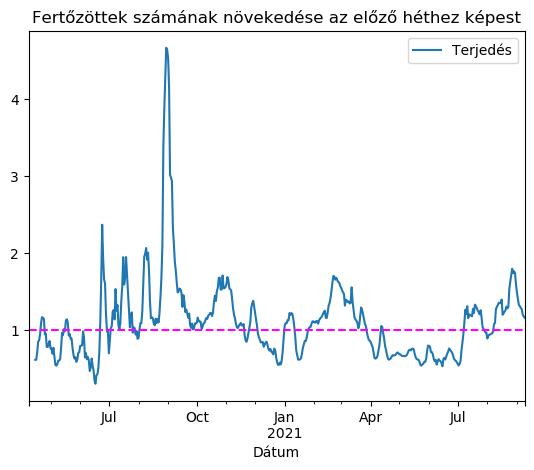 Fertőzöttek számának növekedése az előző héthez képest
Terjedés
4
3
2
1
Jul
Oct
Jan
2021
Apr
Jul
Dátum